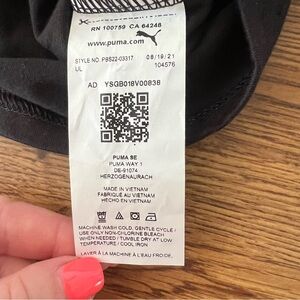 RN 100759 CA 64248
www.puma.com
STYLE NO. PBS22-03317 08/19/21
UL 104576
AD YSGB018V00838
PUMA SE
PUMA WAY 1
DE-91074
HERZOGENAURACH
MADE IN VIETNAM
FABRIQUÉ AU VIETNAM
HECHO EN VIETNAM
MACHINE WASH COLD, GENTLE CYCLE /
USE ONLY NON-CHLORINE BLEACH
WHEN NEEDED / TUMBLE DRY AT LOW
TEMPERATURE / COOL IRON
LAVER À LA MACHINE À L'EAU FROIDE,